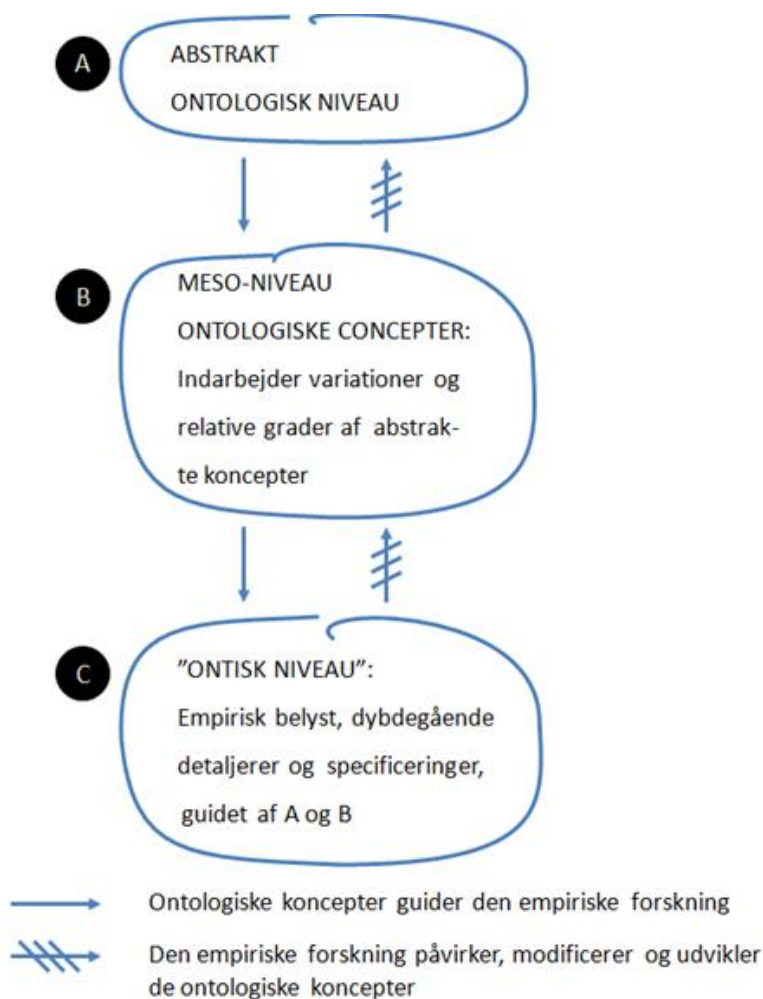 A
ABSTRAKT
ONTOLOGISK NIVEAU
B
MESO-NIVEAU
ONTOLOGISKE CONCEPTER:
Indarbejder variationer og
relative grader af abstrak-
te koncepter
C
”ONTISK NIVEAU”:
Empirisk belyst, dybdegående
detaljerer og specificeringer,
guidet af A og B
Ontologiske koncepter guider den empiriske forskning
Den empiriske forskning påvirker, modificerer og udvikler
de ontologiske koncepter